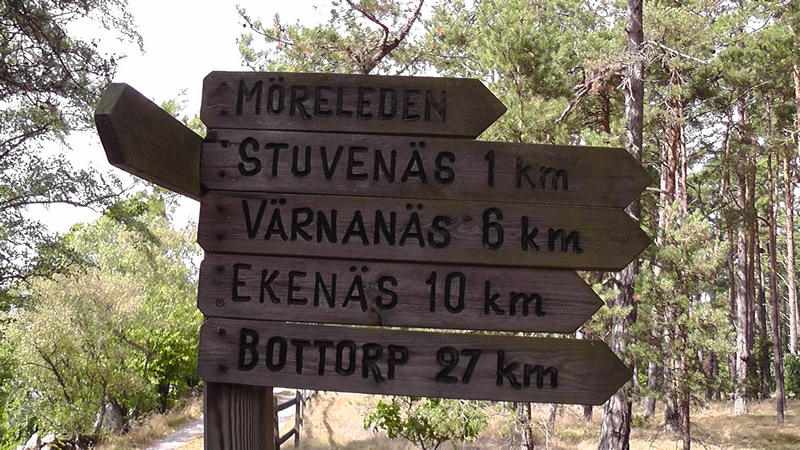 MÖRELEDEN
STUVENÄS 1 km
VÄRNANÄS 6 km
EKENÄS 10 km
BOTTORP 27 km